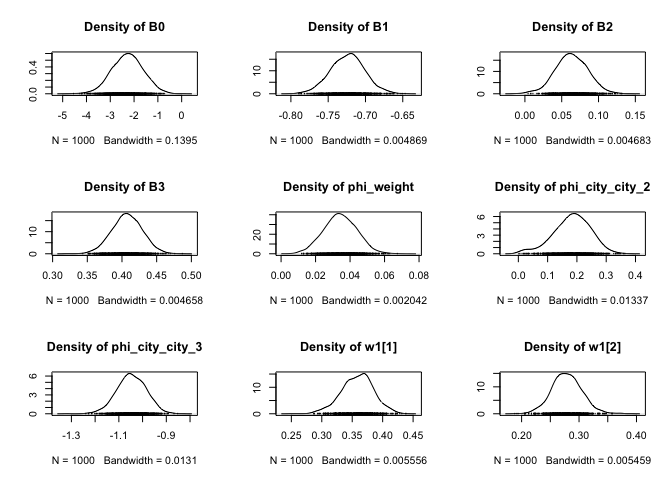 Density of B0
Density of B1
Density of B2
0.0 0.4
0 10
0 10
-5 -4 -3 -2 -1 0
-0.80 -0.75 -0.70 -0.65
0.00 0.05 0.10 0.15
N = 1000 Bandwidth = 0.1395
N = 1000 Bandwidth = 0.004869
N = 1000 Bandwidth = 0.004683
Density of B3
Density of phi_weight
Density of phi_city_city_2
0 10
0 20
0 3 6
0.30 0.35 0.40 0.45 0.50
0.00 0.02 0.04 0.06 0.08
0.0 0.1 0.2 0.3 0.4
N = 1000 Bandwidth = 0.004658
N = 1000 Bandwidth = 0.002042
N = 1000 Bandwidth = 0.01337
Density of phi_city_city_3
Density of w1[1]
Density of w1[2]
0 3 6
0 10
0 10
-1.3 -1.1 -0.9
0.25 0.30 0.35 0.40 0.45
0.20 0.30 0.40
N = 1000 Bandwidth = 0.0131
N = 1000 Bandwidth = 0.005556
N = 1000 Bandwidth = 0.005459